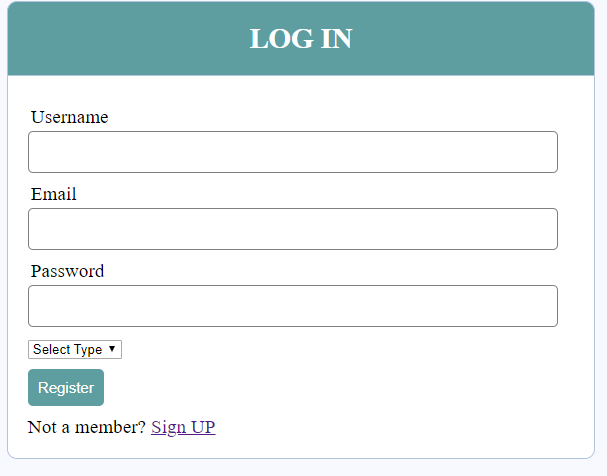 LOG IN
Username
Email
Password
Select Type
Register
Not a member? Sign UP